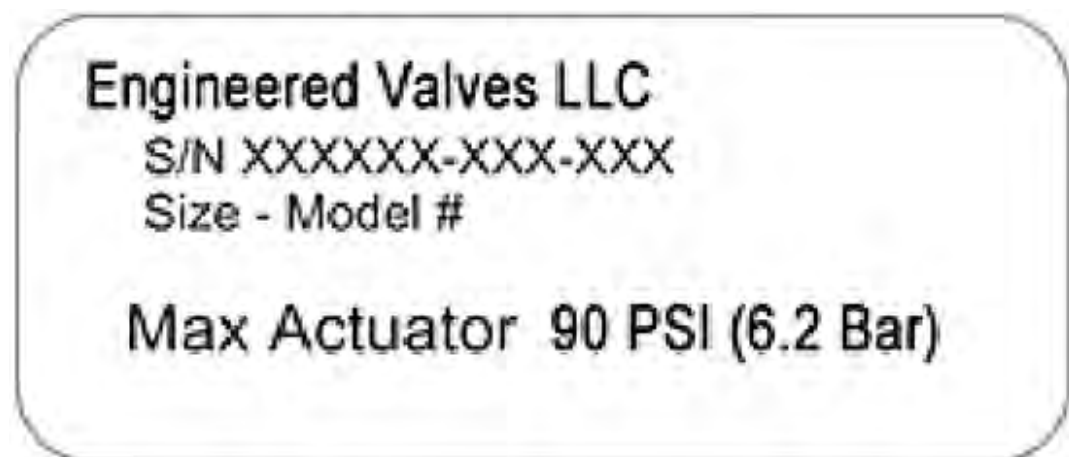 Engineered Valves LLC
S/N XXXXXX-XXX-XXX
Size - Model #
Max Actuator 90 PSI (6.2 Bar)